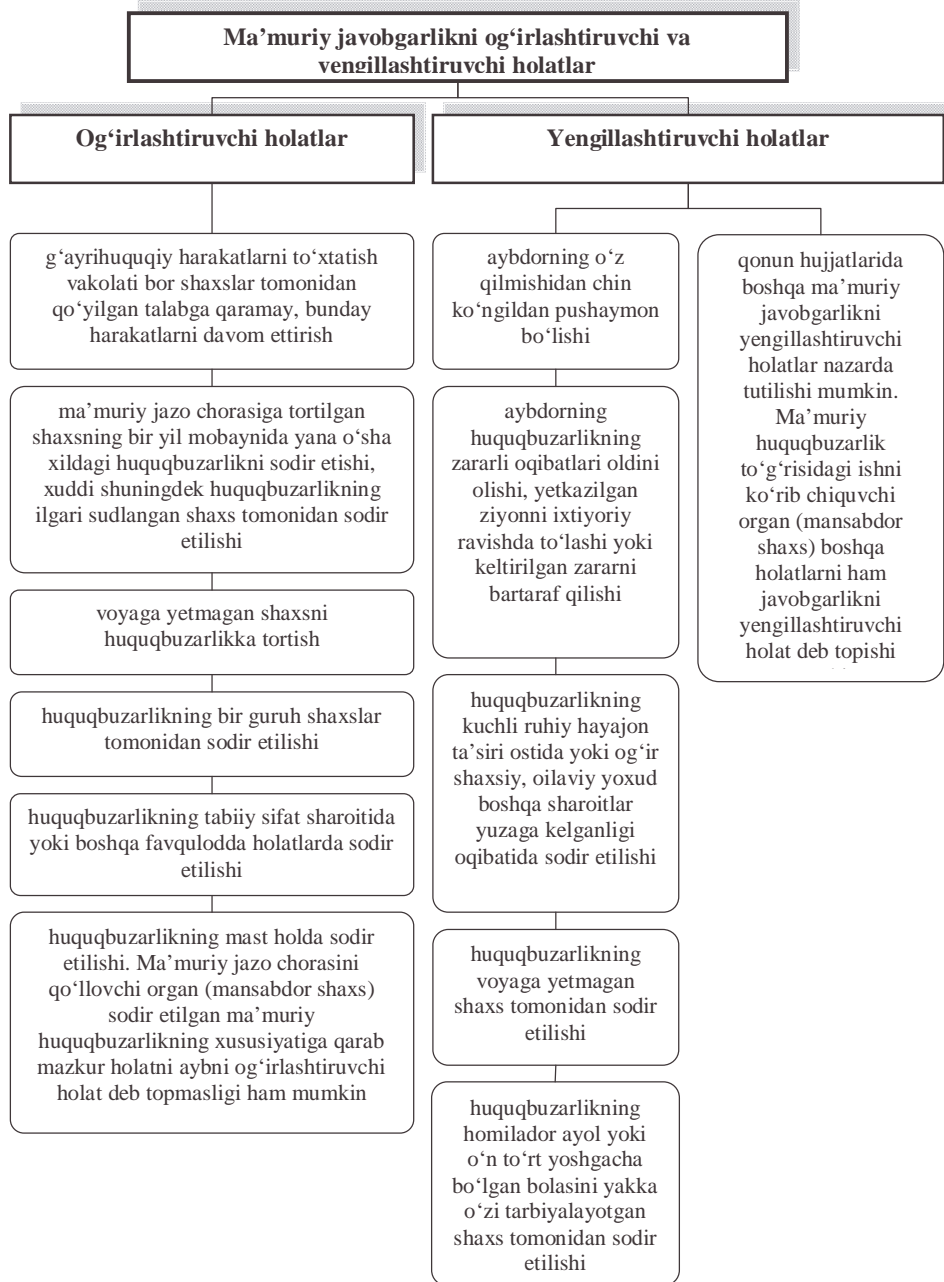 Ma’muriy javobgarlikni og‘irlashtiruvchi va
yengillashtiruvchi holatlar
Og‘irlashtiruvchi holatlar
g‘ayrihuquqiy harakatlarni to‘xtatish
vakolati bor shaxslar tomonidan
qo‘yilgan talabga qaramay, bunday
harakatlarni davom ettirish
ma’muriy jazo chorasiga tortilgan
shaxsning bir yil mobaynida yana o‘sha
xildagi huquqbuzarlikni sodir etishi,
xuddi shuningdek huquqbuzarlikning
ilgari sudlangan shaxs tomonidan sodir
etilishi
voyaga yetmagan shaxsni
huquqbuzarlikka tortish
huquqbuzarlikning bir guruh shaxslar
tomonidan sodir etilishi
huquqbuzarlikning tabiiy sifat sharoitida
yoki boshqa favqulodda holatlarda sodir
etilishi
huquqbuzarlikning mast holda sodir
etilishi. Ma’muriy jazo chorasini
qo‘llovchi organ (mansabdor shaxs)
sodir etilgan ma’muriy
huquqbuzarlikning xususiyatiga qarab
mazkur holatni aybni og‘irlashtiruvchi
holat deb topmasligi ham mumkin
Yengillashtiruvchi holatlar
aybdorning o‘z
qilmishidan chin
ko‘ngildan pushaymon
bo‘lishi
aybdorning
huquqbuzarlikning
zararli oqibatlari oldini
olishi, yetkazilgan
ziyonni ixtiyoriy
ravishda to‘lashi yoki
keltirilgan zararni
bartaraf qilishi
huquqbuzarlikning
kuchli ruhiy hayajon
ta’siri ostida yoki og‘ir
shaxsiy, oilaviy yoxud
boshqa sharoitlar
yuzaga kelganligi
oqibatida sodir etilishi
huquqbuzarlikning
voyaga yetmagan
shaxs tomonidan sodir
etilishi
huquqbuzarlikning
homilador ayol yoki
o‘n to‘rt yoshgacha
bo‘lgan bolasini yakka
o‘zi tarbiyalayotgan
shaxs tomonidan sodir
etilishi
qonun hujjatlarida
boshqa ma’muriy
javobgarlikni
yengillashtiruvchi
holatlar nazarda
tutilishi mumkin.
Ma’muriy
huquqbuzarlik
to‘g‘risidagi ishni
ko‘rib chiquvchi
organ (mansabdor
shaxs) boshqa
holatlarni ham
javobgarlikni
yengillashtiruvchi
holat deb topishi